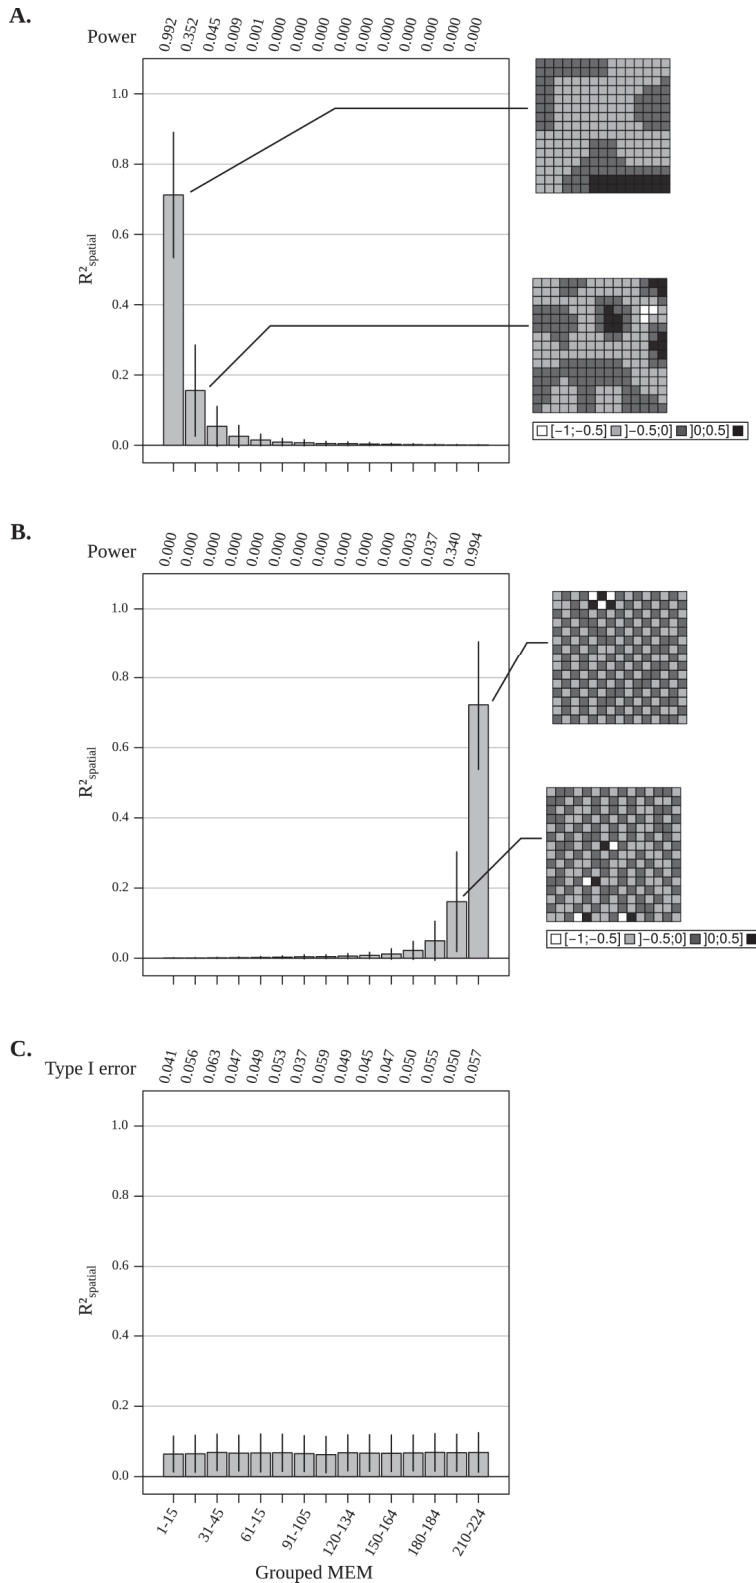 A.
Power 0.992 0.352 0.045 0.009 0.001 0.000 0.000 0.000 0.000 0.000 0.000 0.000 0.000 0.000 0.000
1.0
0.8
0.6
R²spatial
0.4
0.2
0.0
[−1;−0.5] ]−0.5;0] ]0;0.5]
B.
Power 0.000 0.000 0.000 0.000 0.000 0.000 0.000 0.000 0.000 0.000 0.000 0.003 0.037 0.340 0.994
1.0
0.8
0.6
R²spatial
0.4
0.2
0.0
[−1;−0.5] ]−0.5;0] ]0;0.5]
C.
Type I error 0.041 0.056 0.063 0.047 0.049 0.053 0.037 0.059 0.049 0.045 0.047 0.050 0.055 0.050 0.057
1.0
0.8
0.6
R²spatial
0.4
0.2
0.0
1-15 31-45 61-15 91-105 120-134 150-164 180-184 210-224
Grouped MEM